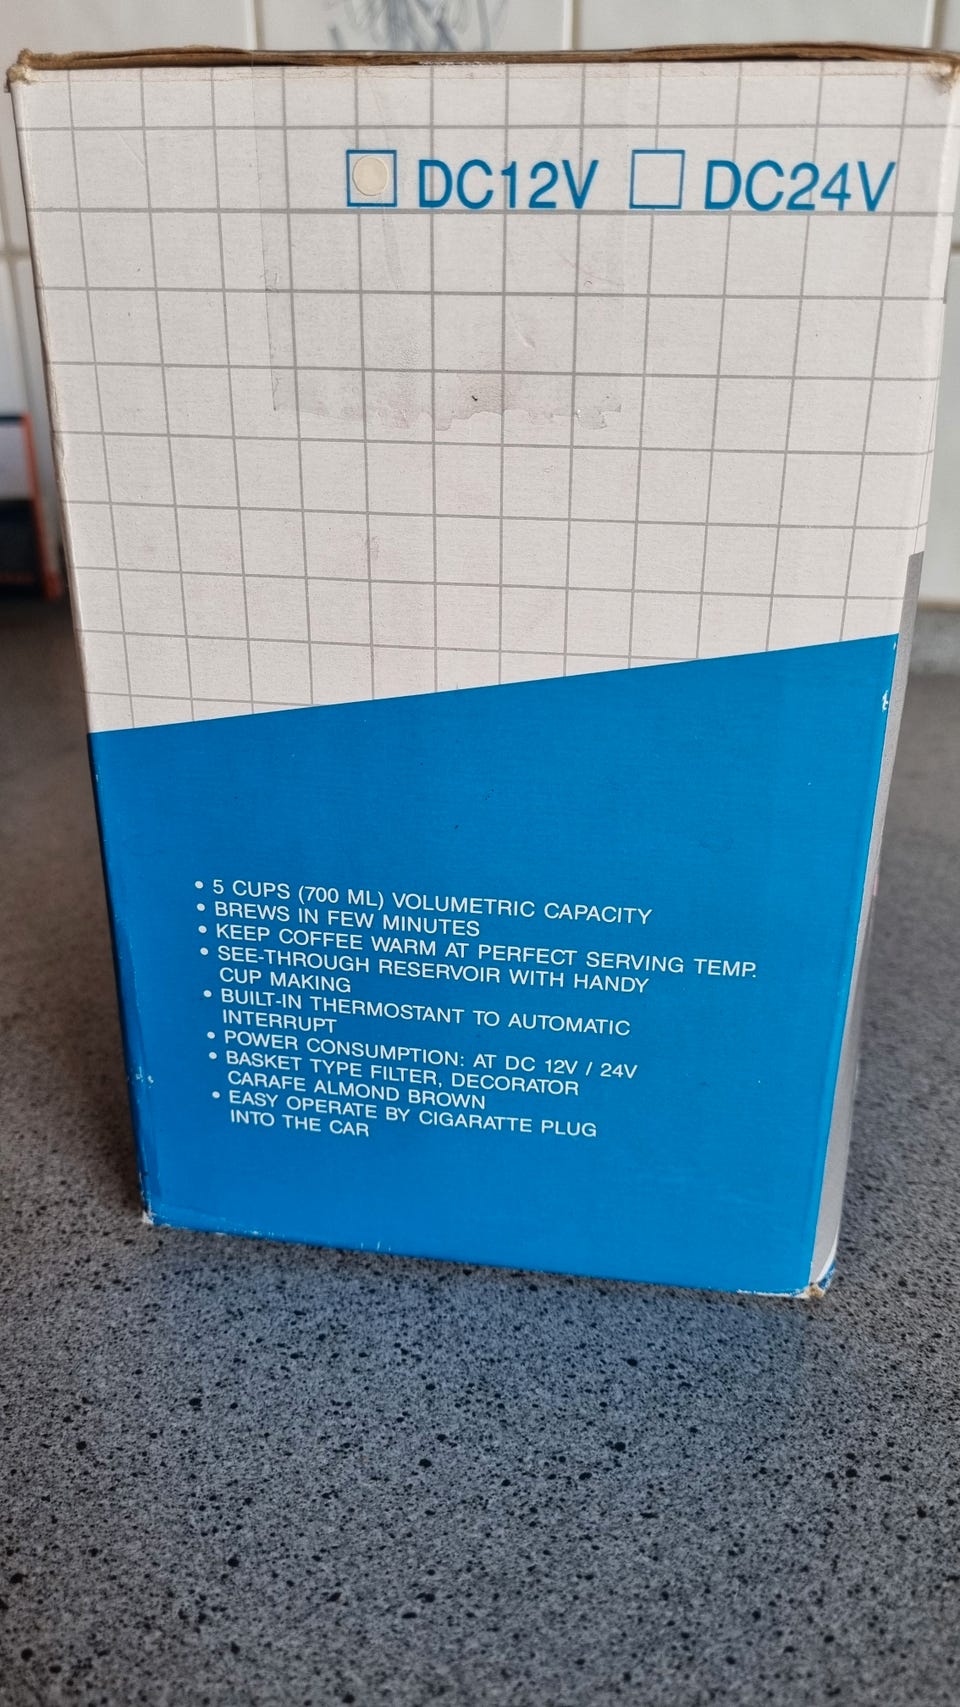 DC12V DC24V
• 5 CUPS (700 ML) VOLUMETRIC CAPACITY
• BREWS IN FEW MINUTES
• KEEP COFFEE WARM AT PERFECT SERVING TEMP.
• SEE-THROUGH RESERVOIR WITH HANDY
CUP MAKING
• BUILT-IN THERMOSTANT TO AUTOMATIC
INTERRUPT
• POWER CONSUMPTION: AT DC 12V / 24V
• BASKET TYPE FILTER, DECORATOR
CARAFE ALMOND BROWN
• EASY OPERATE BY CIGARATTE PLUG
INTO THE CAR